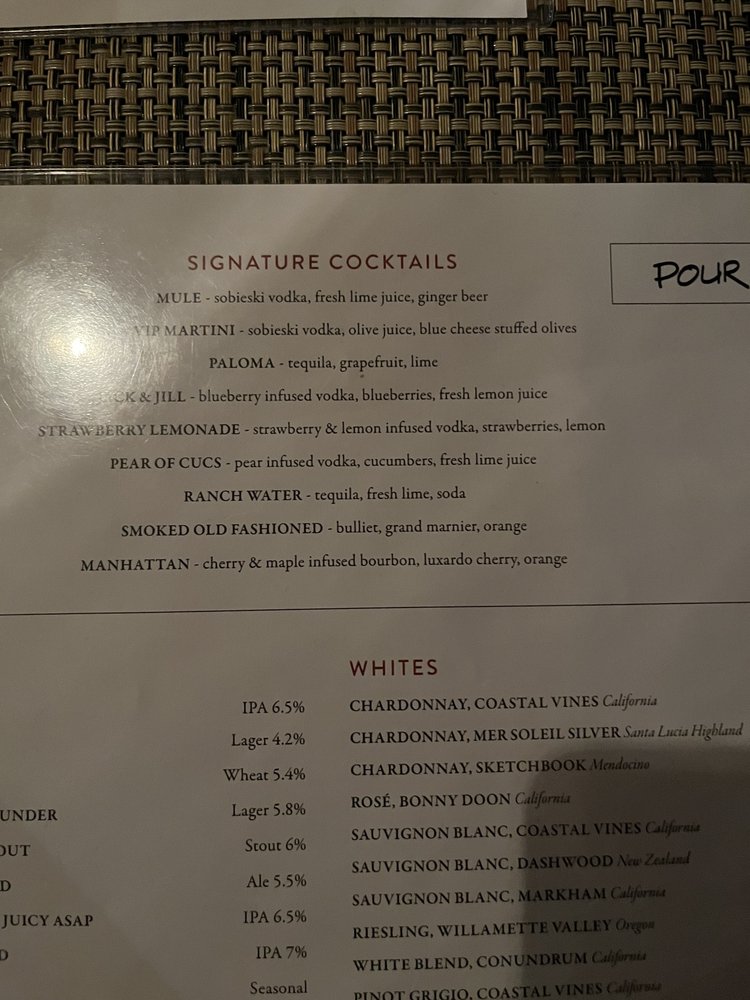 SIGNATURE COCKTAILS
POUR
MULE - sobieski vodka, fresh lime juice, ginger beer
VIP MARTINI - sobieski vodka, olive juice, blue cheese stuffed olives
PALOMA - tequila, grapefruit, lime
& JILL - blueberry infused vodka, blueberries, fresh lemon juice
STRAWBERRY LEMONADE - strawberry & lemon infused vodka, strawberries, lemon
PEAR OF CUCS - pear infused vodka, cucumbers, fresh lime juice
RANCH WATER - tequila, fresh lime, soda
SMOKED OLD FASHIONED - bulliet, grand marnier, orange
MANHATTAN - cherry & maple infused bourbon, luxardo cherry, orange
IPA 6.5%
Lager 4.2%
Wheat 5.4%
UNDER Lager 5.8%
OUT Stout 6%
D Ale 5.5%
JUICY ASAP IPA 6.5%
D IPA 7%
Seasonal
WHITES
CHARDONNAY, COASTAL VINES California
CHARDONNAY, MER SOLEIL SILVER Santa Lucia Highland
CHARDONNAY, SKETCHBOOK Mendocino
ROSÉ, BONNY DOON California
SAUVIGNON BLANC, COASTAL VINES California
SAUVIGNON BLANC, DASHWOOD New Zealand
SAUVIGNON BLANC, MARKHAM California
RIESLING, WILLAMETTE VALLEY Oregon
WHITE BLEND, CONUNDRUM California
PINOT GRIGIO, COASTAL VINES California